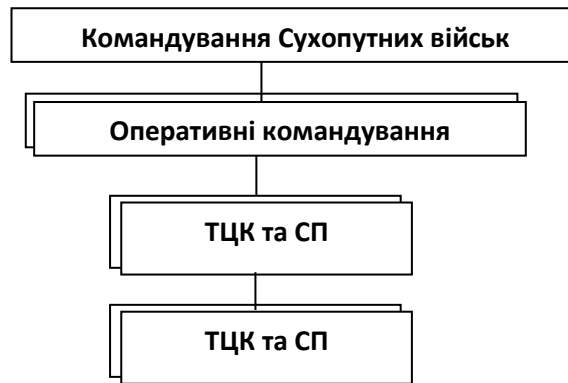 Командування Сухопутних військ
Оперативні командування
ТЦК та СП
ТЦК та СП